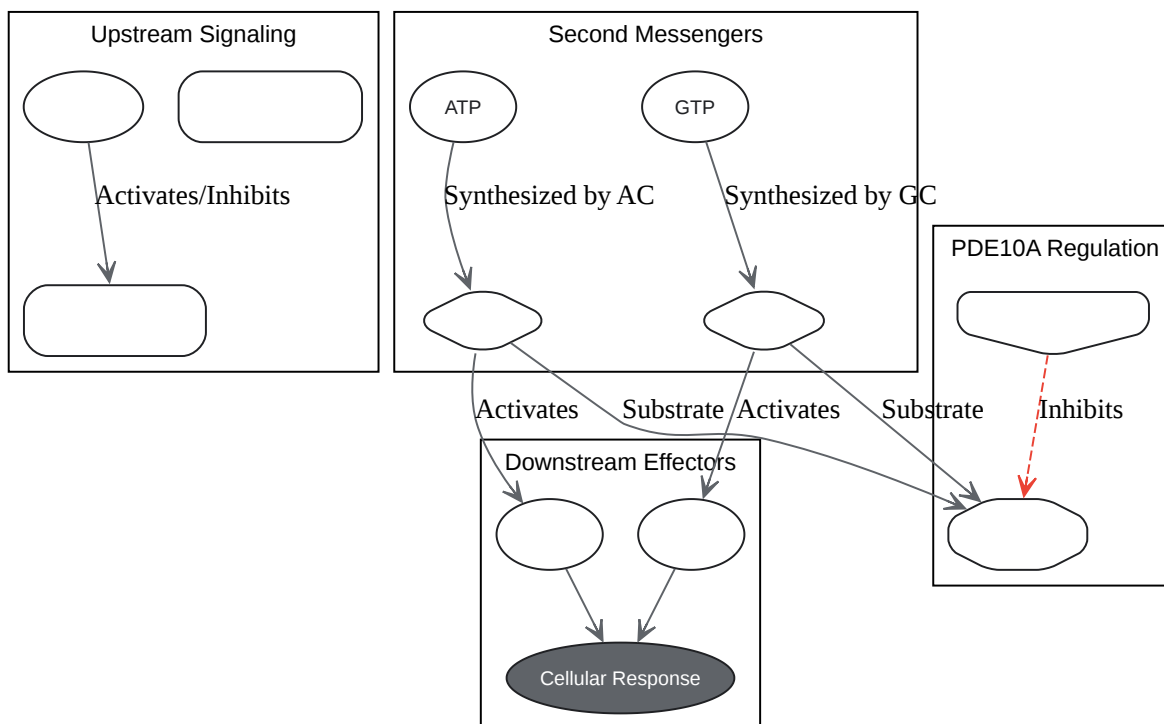 Upstream Signaling
Second Messengers
ATP
GTP
Activates/Inhibits
Synthesized by AC
Synthesized by GC
PDE10A Regulation
Activates
Substrate
Activates
Substrate
Inhibits
Downstream Effectors
Cellular Response